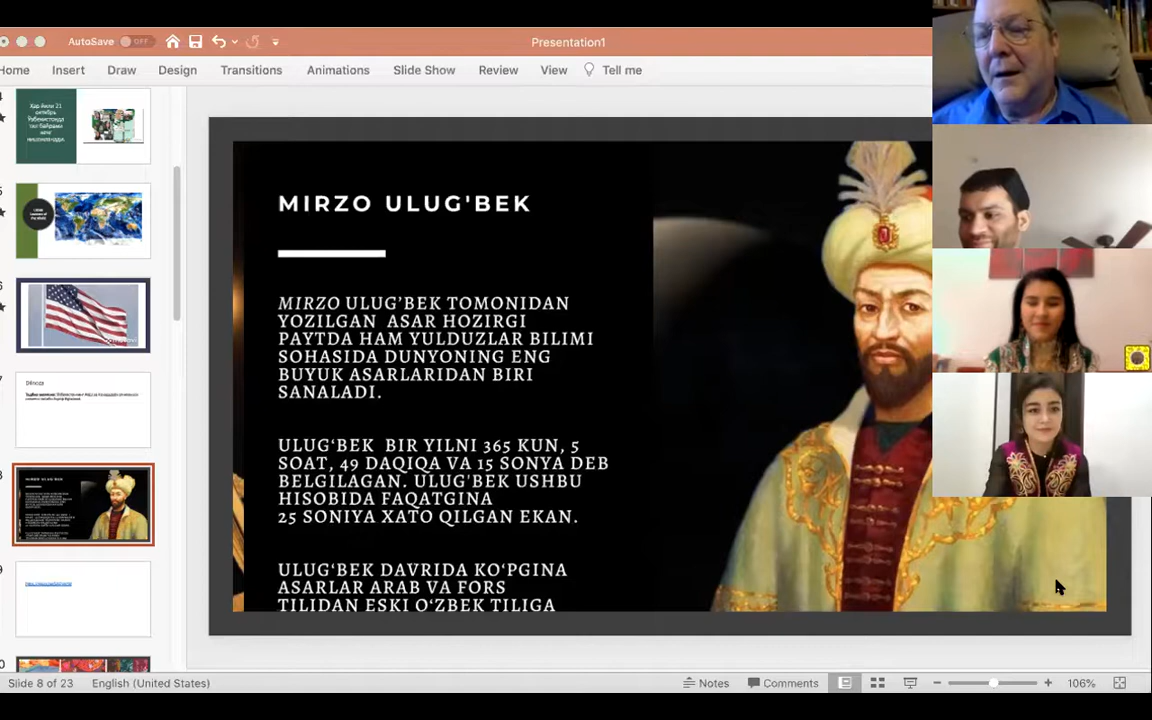 AutoSave OFF
Presentation1
Home Insert Draw Design Transitions Animations Slide Show Review View Tell me
MIRZO ULUG'BEK
MIRZO ULUG’BEK TOMONIDAN
YOZILGAN ASAR HOZIRGI
PAYTDA HAM YULDUZLAR BILIMI
SOHASIDA DUNYONING ENG
BUYUK ASARLARIDAN BIRI
SANALADI.
ULUG‘BEK BIR YILNI 365 KUN, 5
SOAT, 49 DAQIQA VA 15 SONYA DEB
BELGILAGAN. ULUG'BEK USHBU
HISOBIDA FAQATGINA
25 SONIYA XATO QILGAN EKAN.
ULUG‘BEK DAVRIDA KO‘PGINA
ASARLAR ARAB VA FORS
TILIDAN ESKI O‘ZBEK TILIGA
Slide 8 of 23 English (United States) Notes Comments 106%